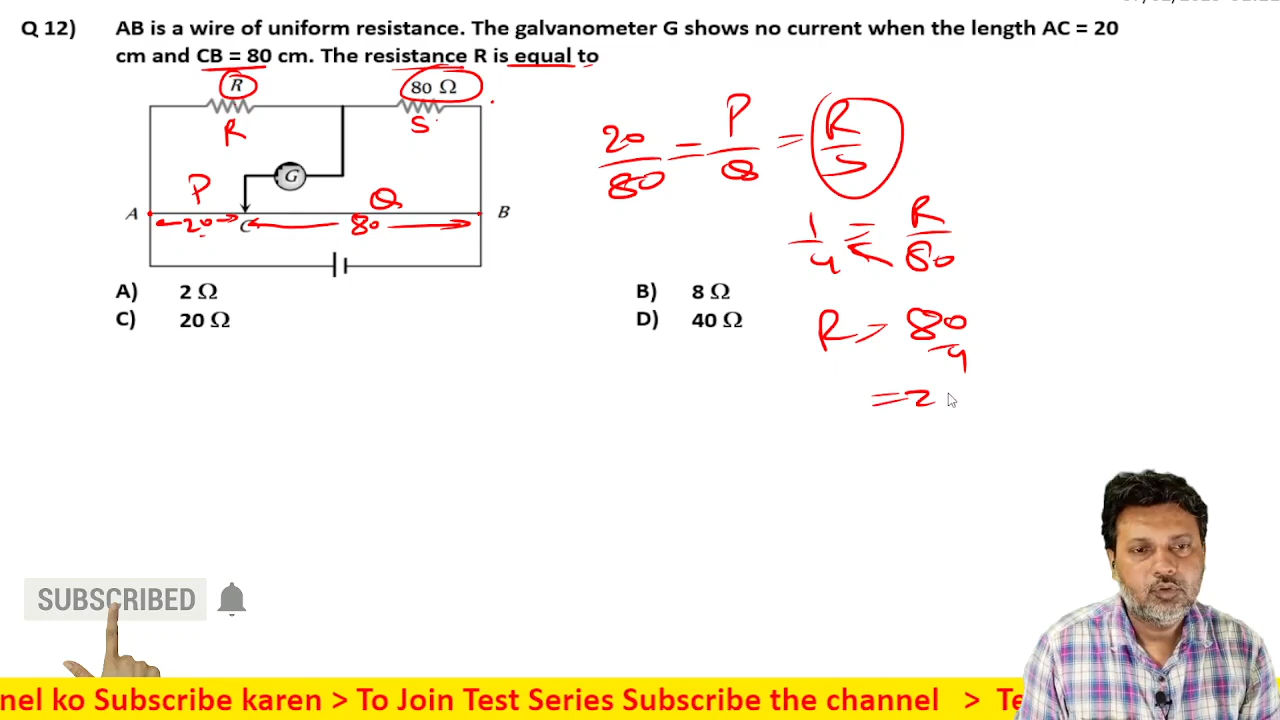 Q 12) AB is a wire of uniform resistance. The galvanometer G shows no current when the length AC = 20
cm and CB = 80 cm. The resistance R is equal to
R 80 Ω
R S
20/80 = P/Q = R/S
G
P Q
1/4 = R/80
A 20 C 80 B
A) 2 Ω B) 8 Ω
C) 20 Ω D) 40 Ω
R = 80/4
= 2
SUBSCRIBED
nel ko Subscribe karen > To Join Test Series Subscribe the channel > Te